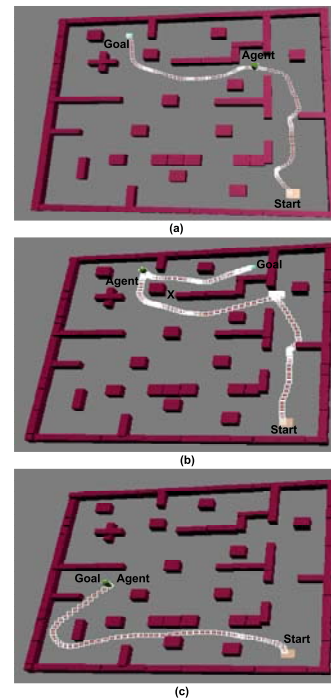 Goal
Agent
Start
(a)
Goal
Agent
X
Start
(b)
Goal Agent
Start
(c)